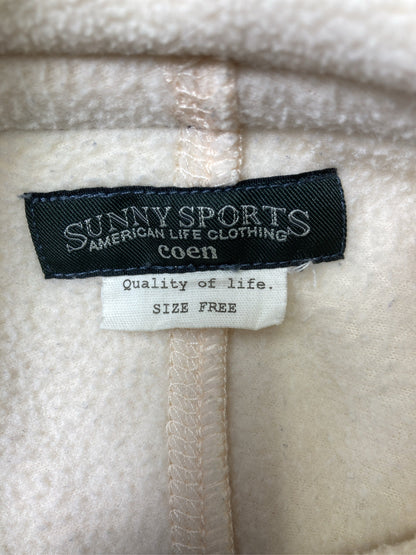 SUNNY SPORTS
AMERICAN LIFE CLOTHING
coen
Quality of life.
SIZE FREE